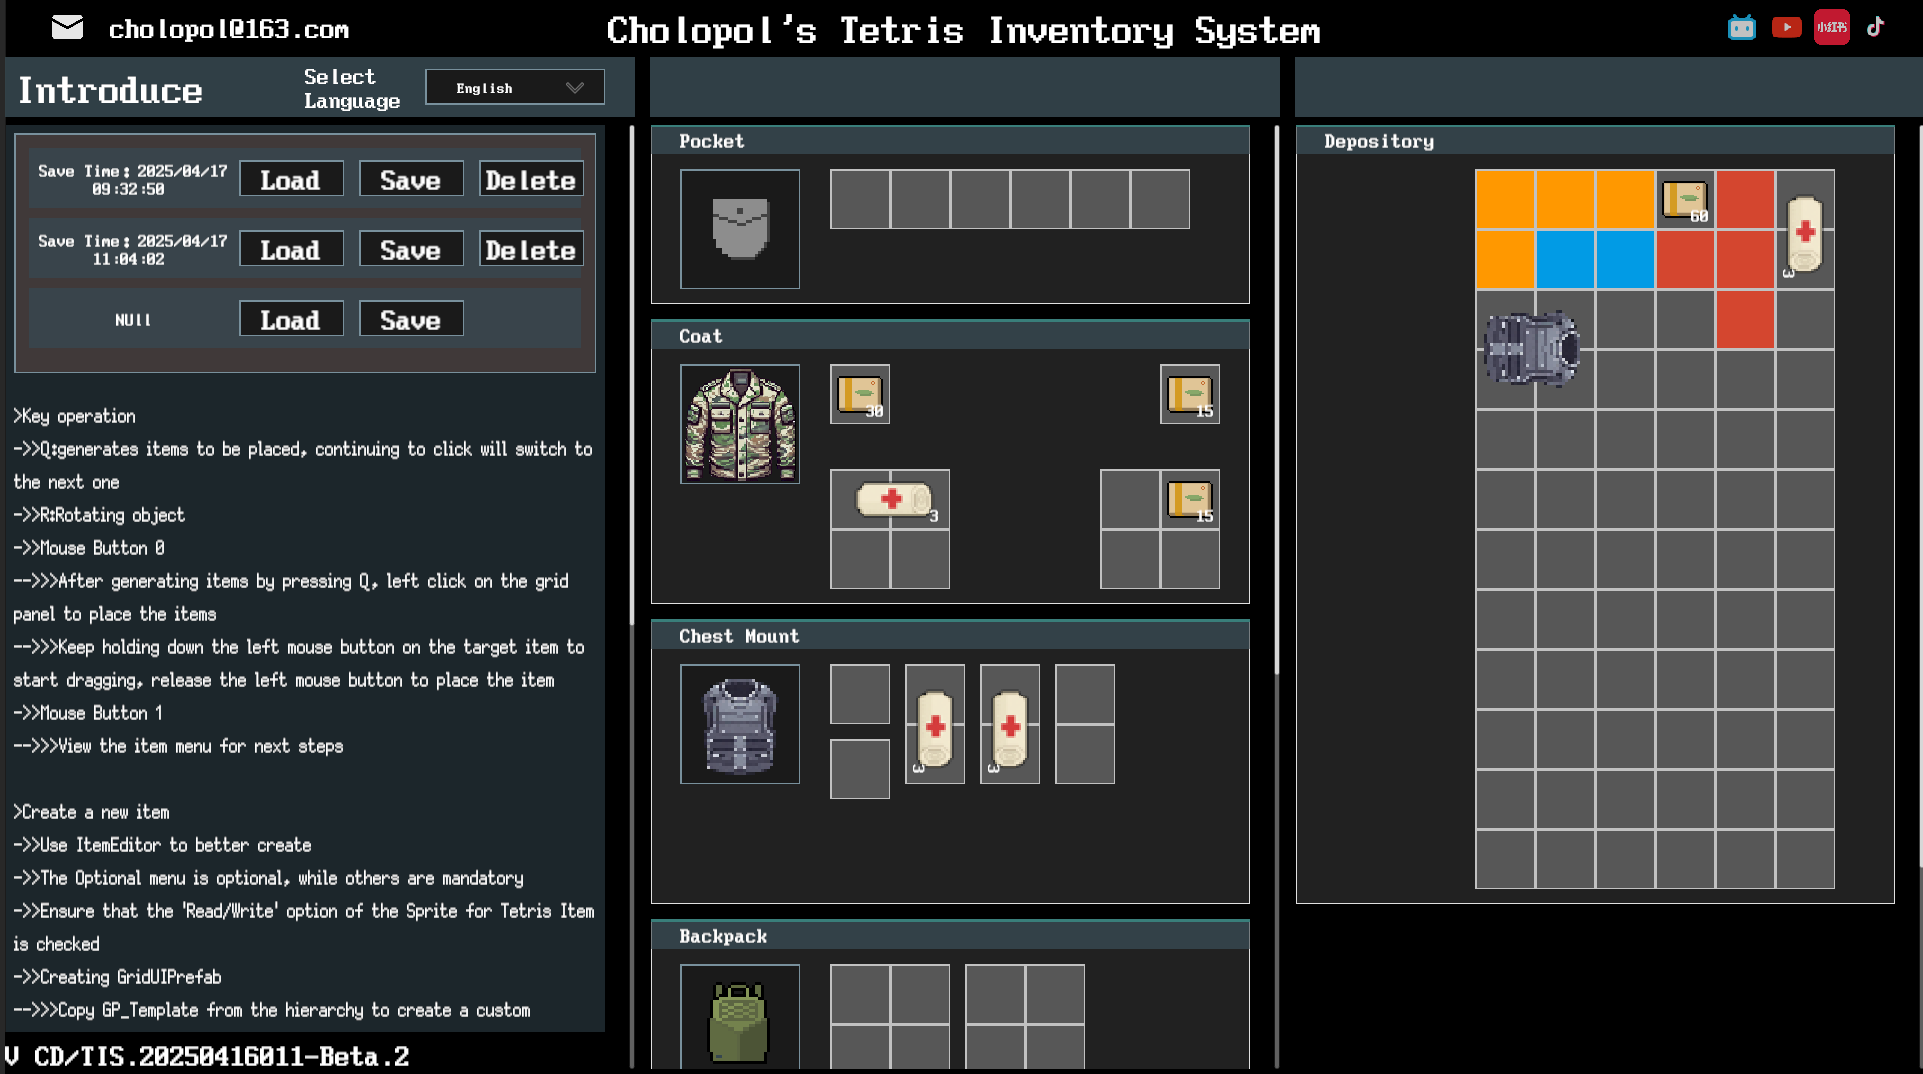 cholopol@163.com
Cholopol's Tetris Inventory System
小红书
Introduce
Select
Language
English
Save Time: 2025/04/17
09:32:50
Load
Save
Delete
Save Time: 2025/04/17
11:04:02
Load
Save
Delete
NUll
Load
Save
>Key operation
->>Q:generates items to be placed, continuing to click will switch to
the next one
->>R:Rotating object
->>Mouse Button 0
-->>>After generating items by pressing Q, left click on the grid
panel to place the items
-->>>Keep holding down the left mouse button on the target item to
start dragging, release the left mouse button to place the item
->>Mouse Button 1
-->>>View the item menu for next steps
>Create a new item
->>Use ItemEditor to better create
->>The Optional menu is optional, while others are mandatory
->>Ensure that the 'Read/Write' option of the Sprite for Tetris Item
is checked
->>Creating GridUIPrefab
-->>>Copy GP_Template from the hierarchy to create a custom
V CD/TIS.20250416011-Beta.2
Pocket
Coat
30
15
3
15
Chest Mount
3
3
Backpack
Depository
60
3